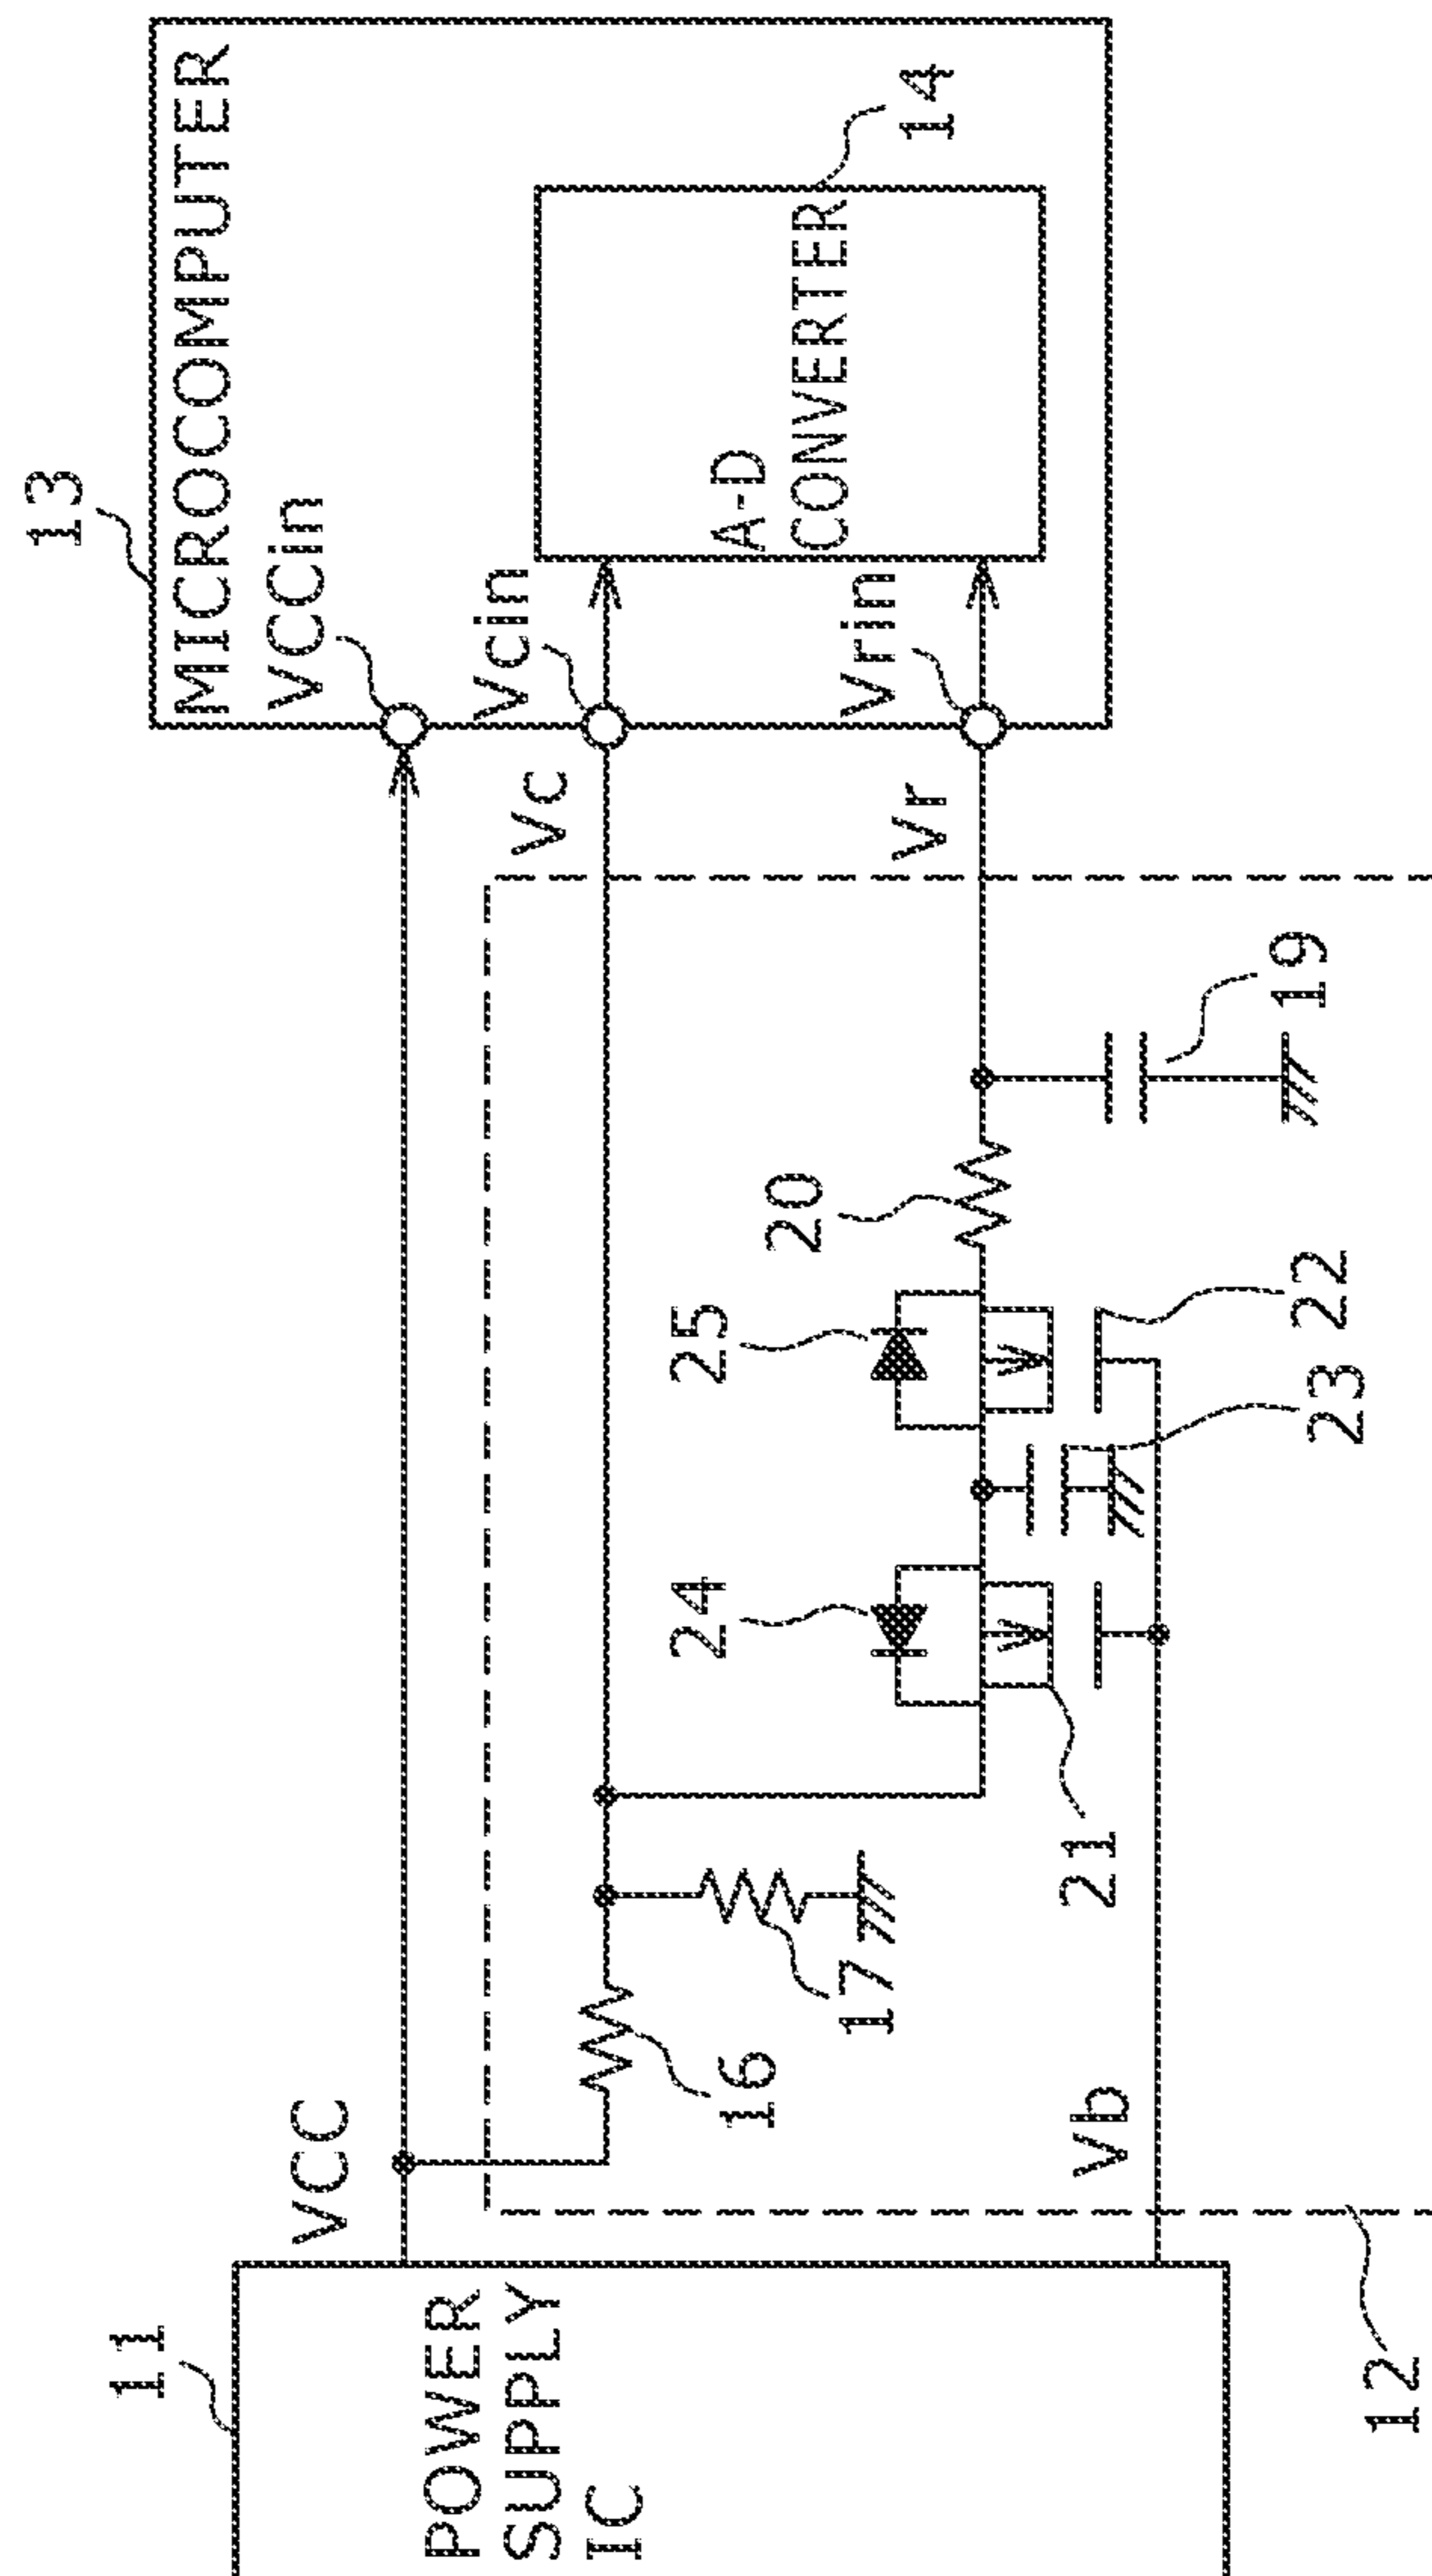 11
POWER
SUPPLY
IC
VCC
Vb
12
16
17
21
24
25
23
22
20
19
Vc
Vr
13
MICROCOMPUTER
VCCin
Vcin
Vrin
A-D
CONVERTER
14